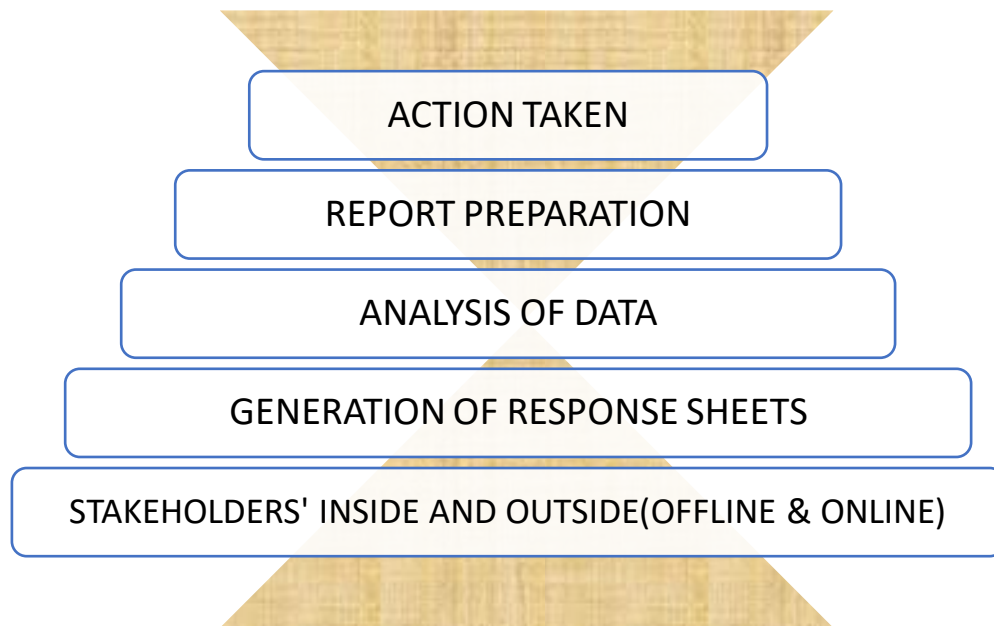 ACTION TAKEN
REPORT PREPARATION
ANALYSIS OF DATA
GENERATION OF RESPONSE SHEETS
STAKEHOLDERS' INSIDE AND OUTSIDE(OFFLINE & ONLINE)